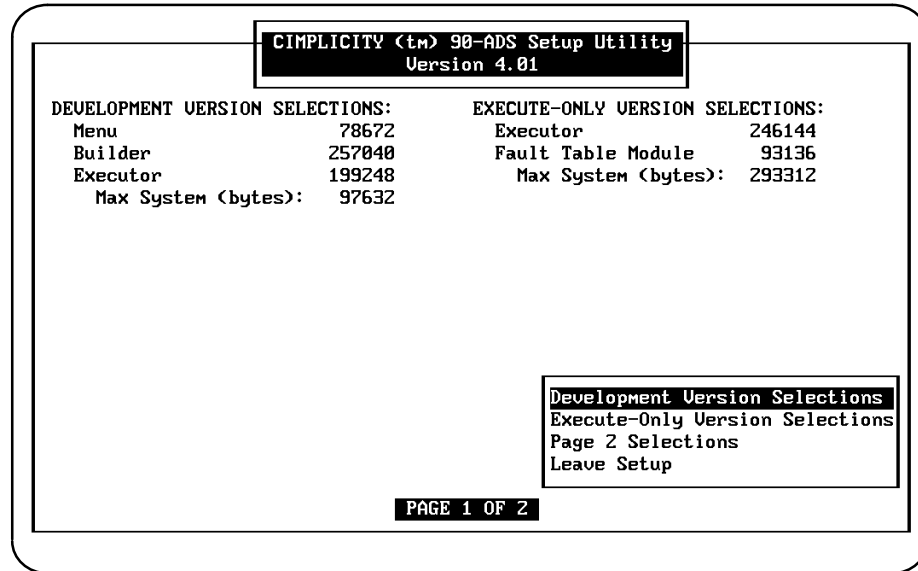 CIMPLICITY (tm) 90-ADS Setup Utility
Version 4.01
DEVELOPMENT VERSION SELECTIONS:
Menu 78672
Builder 257040
Executor 199248
Max System (bytes): 97632
EXECUTE-ONLY VERSION SELECTIONS:
Executor 246144
Fault Table Module 93136
Max System (bytes): 293312
Development Version Selections
Execute-Only Version Selections
Page 2 Selections
Leave Setup
PAGE 1 OF 2